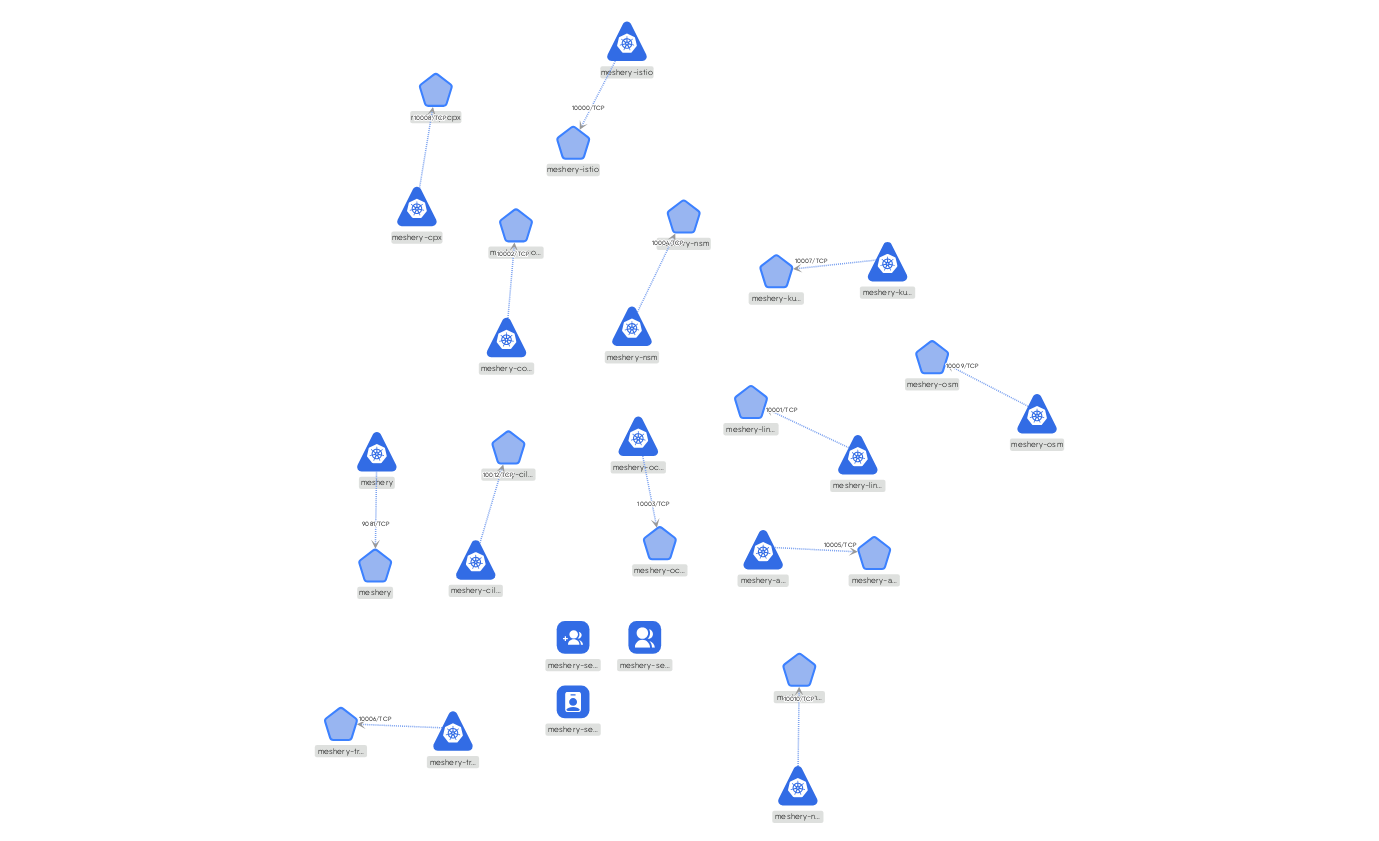 meshery-istio
10000/TCP
meshery-istio
10008/TCP
cpx
meshery-cpx
10002/TCP
meshery-co...
10004/TCP
y-nsm
meshery-nsm
10007/TCP
meshery-ku...
meshery-ku...
10009/TCP
meshery-osm
meshery-osm
10001/TCP
meshery-lin...
meshery-lin...
meshery
9081/TCP
meshery
10012/TCP
y-cil...
meshery-cil...
meshery-oc...
10003/TCP
meshery-oc...
10005/TCP
meshery-a...
meshery-a...
meshery-se...
meshery-se...
meshery-se...
10006/TCP
meshery-tr...
meshery-tr...
10010/TCP
meshery-n...